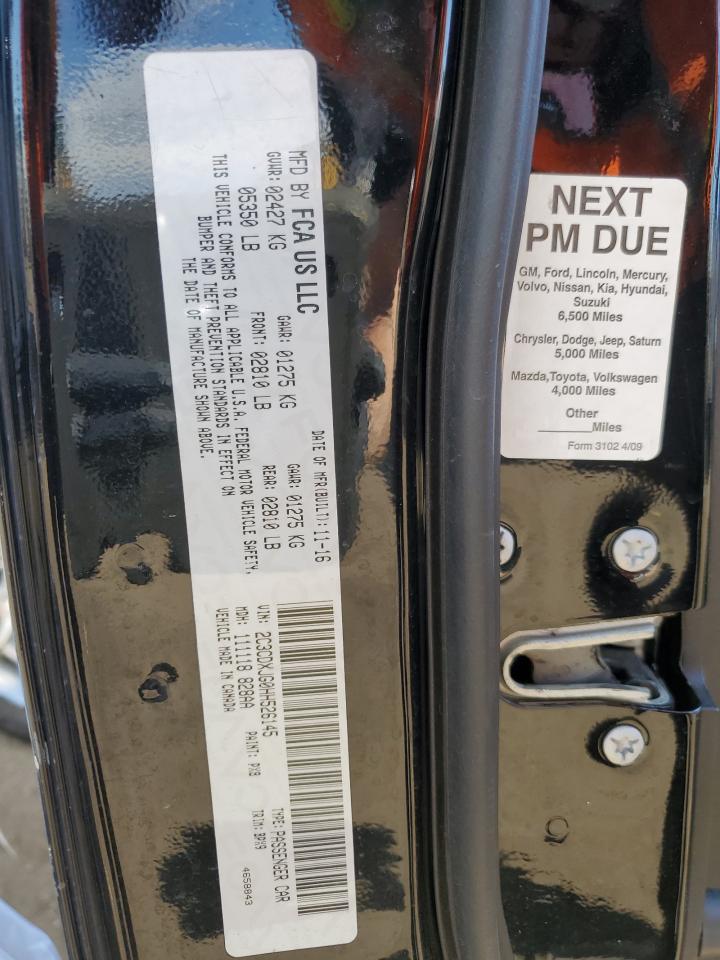 MFD BY FCA US LLC
DATE OF MFR(BUILT): 11-16
GVWR: 02427 KG
GAWR: 01275 KG
GAWR: 01275 KG
05350 LB
FRONT: 02810 LB
REAR: 02810 LB
THIS VEHICLE CONFORMS TO ALL APPLICABLE U.S.A. FEDERAL MOTOR VEHICLE SAFETY,
BUMPER AND THEFT PREVENTION STANDARDS IN EFFECT ON
THE DATE OF MANUFACTURE SHOWN ABOVE.
VIN: 2C3CDXJG0HH526145
TYPE: PASSENGER CAR
MDH: 111118 828AA
PAINT: PX8
TRIM: BPX9
VEHICLE MADE IN CANADA
4658843
NEXT
PM DUE
GM, Ford, Lincoln, Mercury,
Volvo, Nissan, Kia, Hyundai,
Suzuki
6,500 Miles
Chrysler, Dodge, Jeep, Saturn
5,000 Miles
Mazda,Toyota, Volkswagen
4,000 Miles
Other
______Miles
Form 3102 4/09